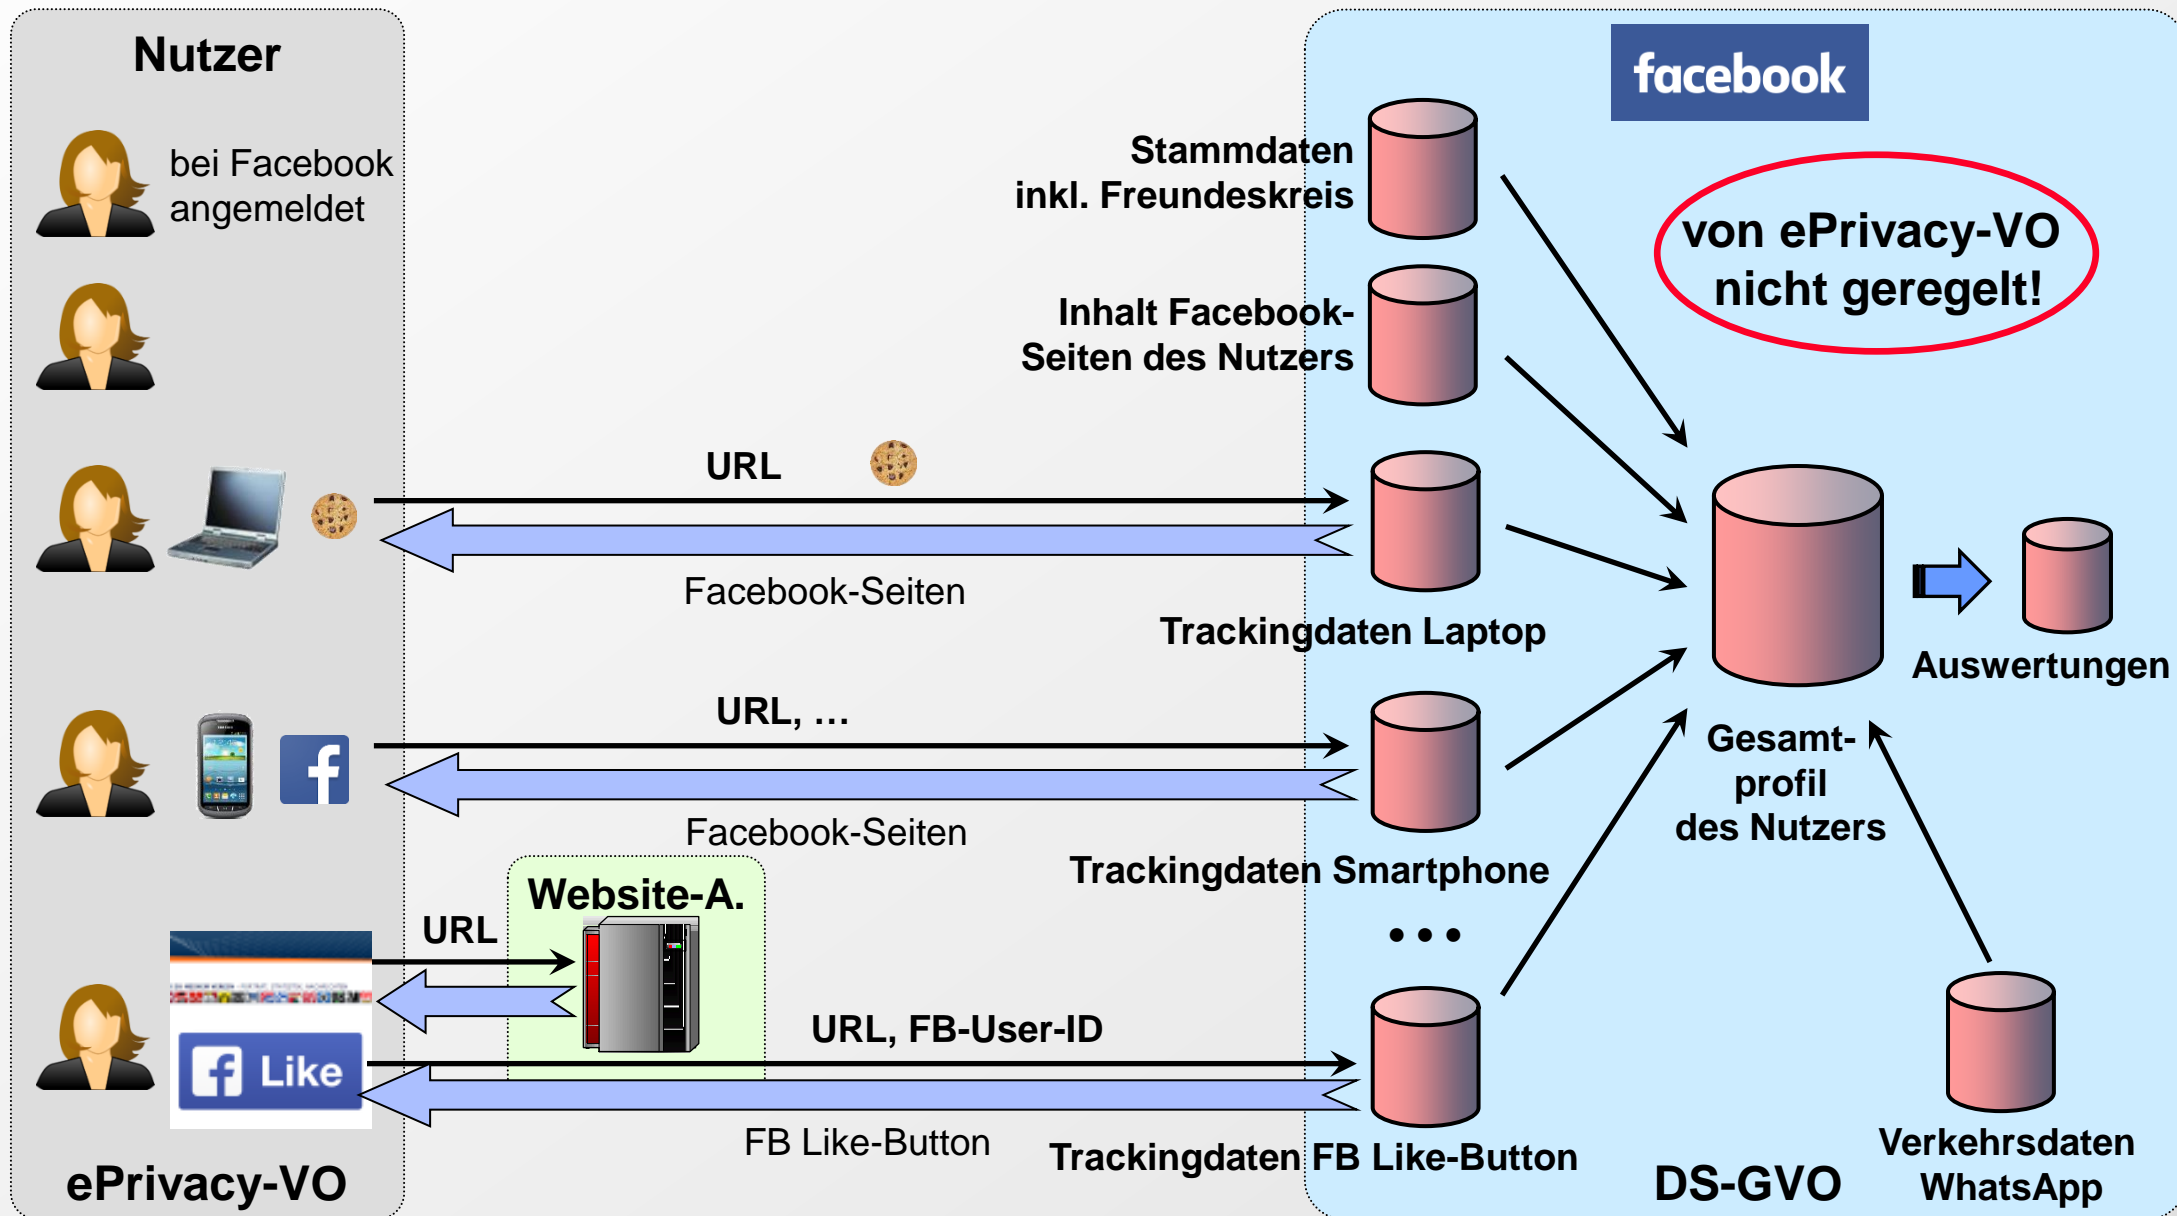 Nutzer
bei Facebook
angemeldet
facebook
Stammdaten
inkl. Freundeskreis
von ePrivacy-VO
nicht geregelt!
Inhalt Facebook-
Seiten des Nutzers
URL
Facebook-Seiten
Trackingdaten Laptop
Auswertungen
URL, …
Facebook-Seiten
Trackingdaten Smartphone
Gesamt-
profil
des Nutzers
Website-A.
URL
...
URL, FB-User-ID
f Like
FB Like-Button
Trackingdaten FB Like-Button
Verkehrsdaten
WhatsApp
ePrivacy-VO
DS-GVO